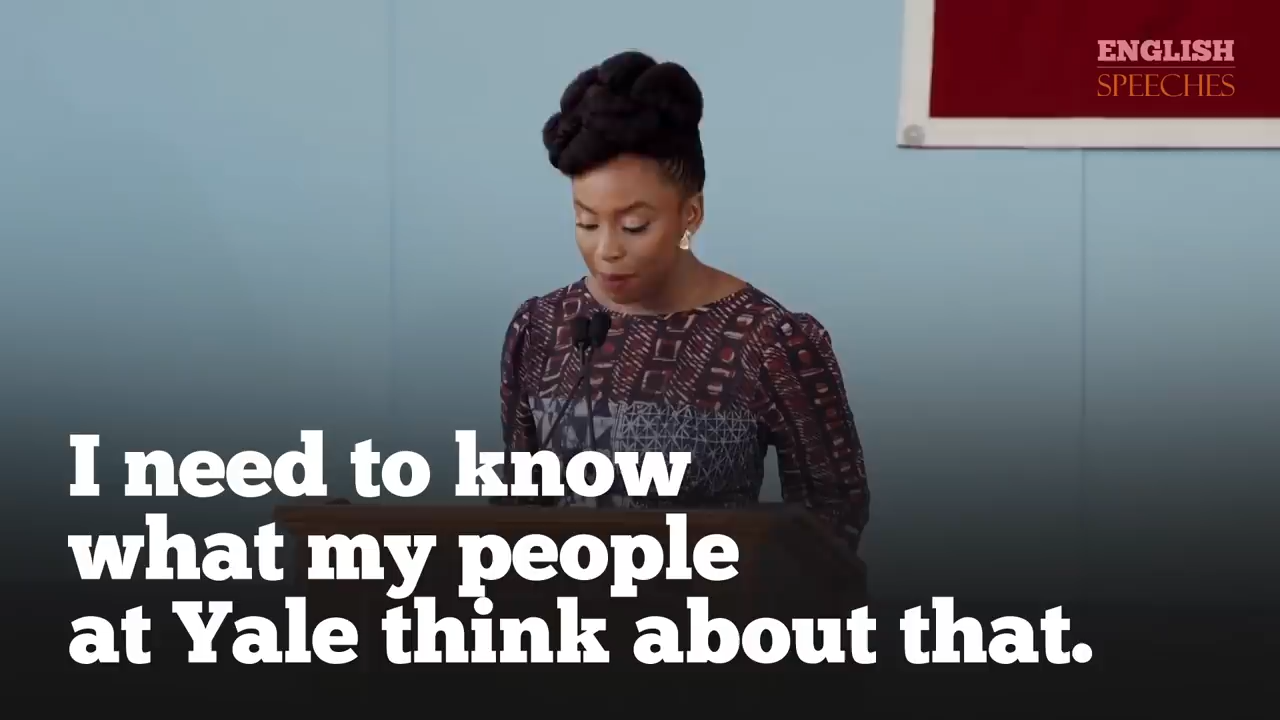 ENGLISH
SPEECHES
I need to know
what my people
at Yale think about that.